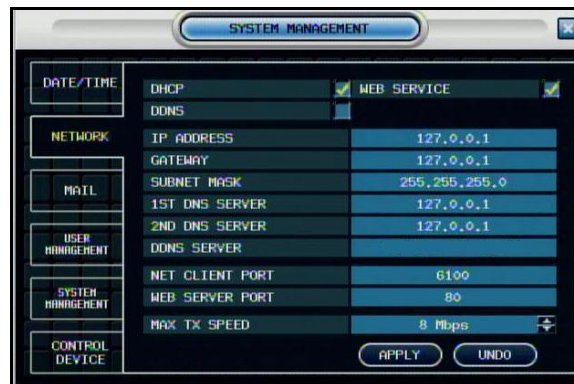 SYSTEM MANAGEMENT
DATE/TIME
NETWORK
MAIL
USER
MANAGEMENT
SYSTEM
MANAGEMENT
CONTROL
DEVICE
DHCP
WEB SERVICE
DDNS
IP ADDRESS 127.0.0.1
GATEWAY 127.0.0.1
SUBNET MASK 255.255.255.0
1ST DNS SERVER 127.0.0.1
2ND DNS SERVER 127.0.0.1
DDNS SERVER
NET CLIENT PORT 6100
WEB SERVER PORT 80
MAX TX SPEED 8 Mbps
APPLY UNDO